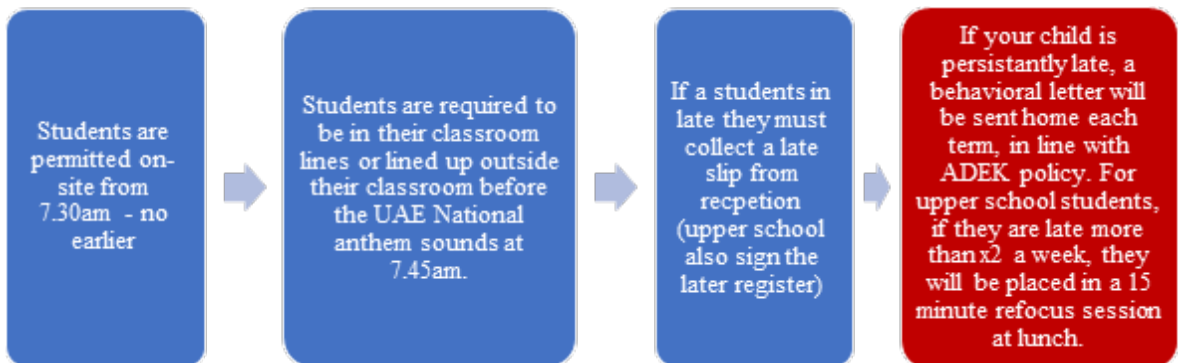 Students are
permitted on-
site from
7.30am - no
earlier
Students are required to
be in their classroom
lines or lined up outside
their classroom before
the UAE National
anthem sounds at
7.45am.
If a students in
late they must
collect a late
slip from
recpetion
(upper school
also sign the
later register)
If your child is
persistantly late, a
behavioral letter will
be sent home each
term, in line with
ADEK policy. For
upper school students,
if they are late more
than x2 a week, they
will be placed in a 15
minute refocus session
at lunch.